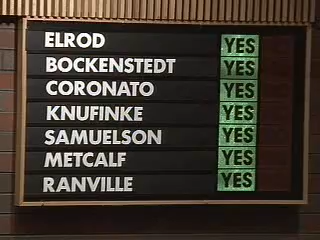 ELROD YES
BOCKENSTEDT YES
CORONATO YES
KNUFINKE YES
SAMUELSON YES
METCALF YES
RANVILLE YES